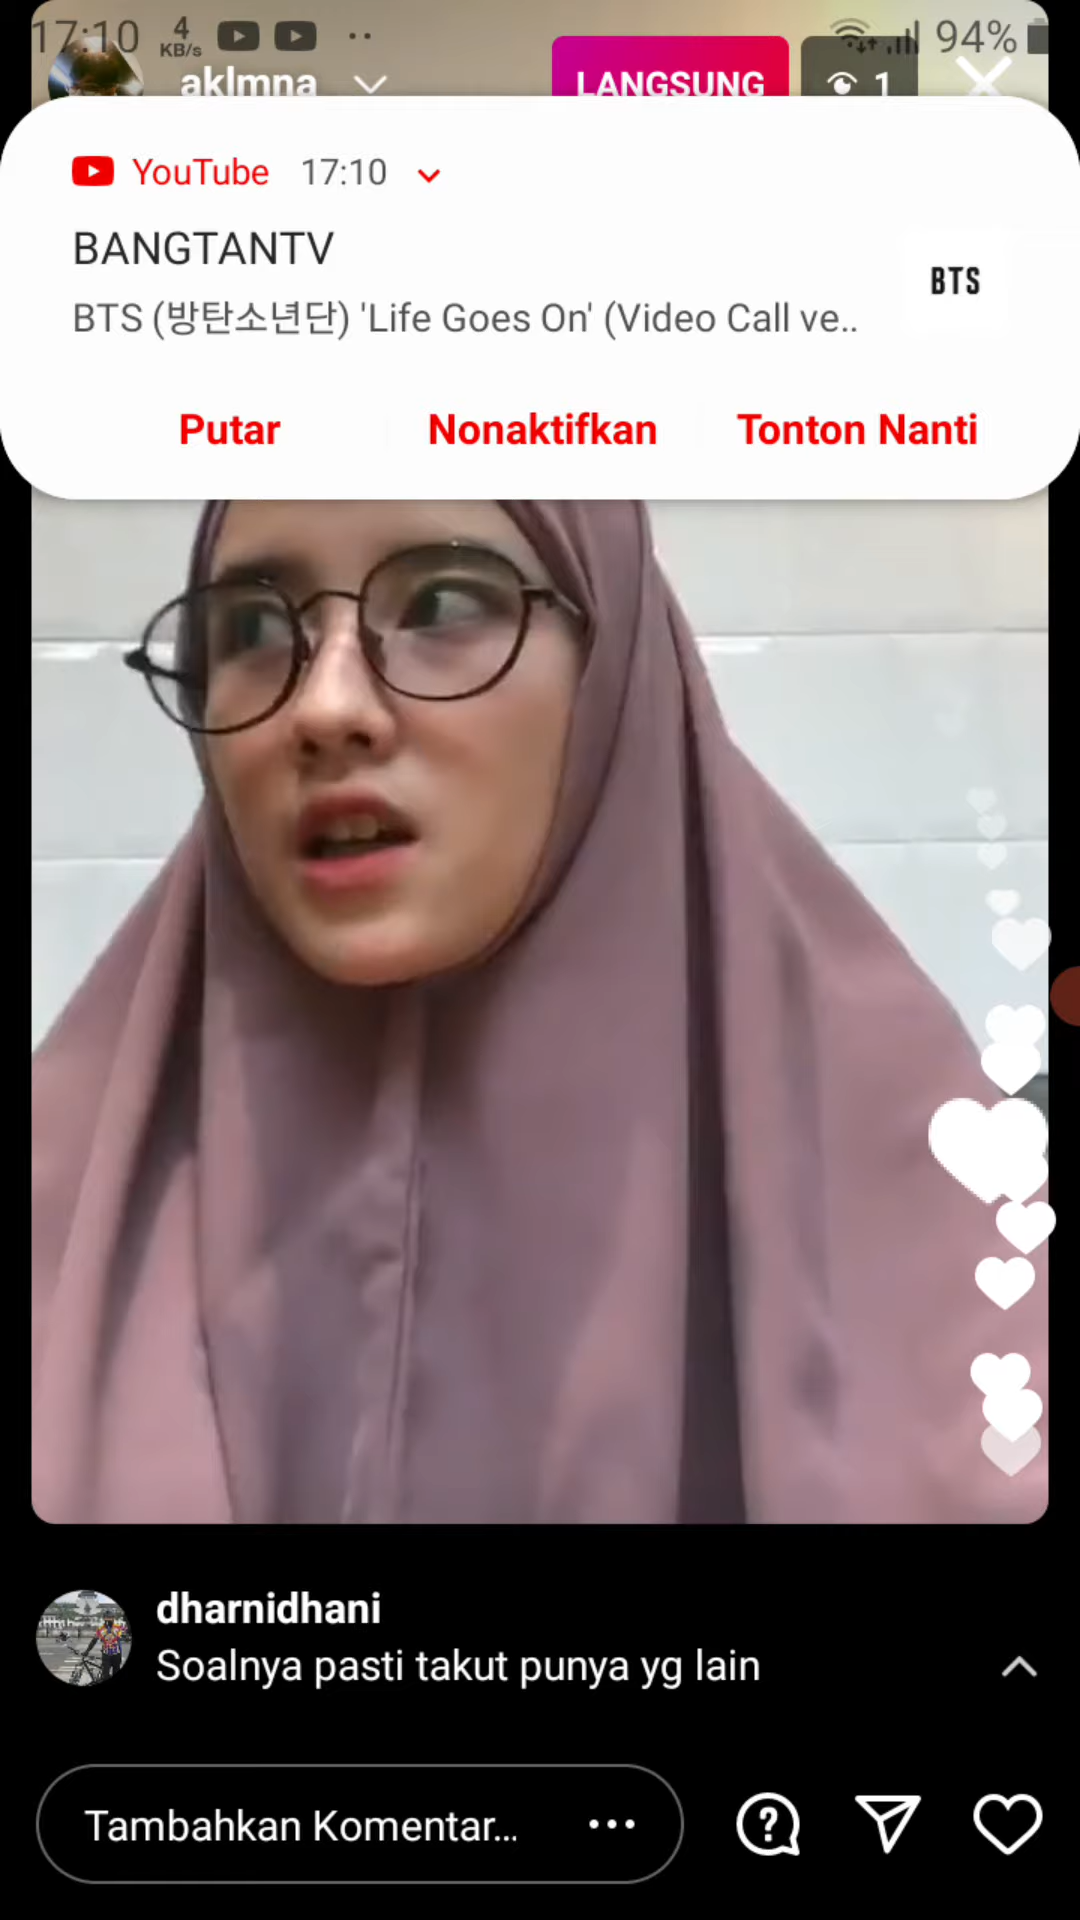 17:10 4 KB/s 94%
aklmna LANGSUNG 1
YouTube 17:10
BANGTANTV
BTS
BTS (방탄소년단) 'Life Goes On' (Video Call ve..
Putar Nonaktifkan Tonton Nanti
dharnidhani
Soalnya pasti takut punya yg lain
Tambahkan Komentar...